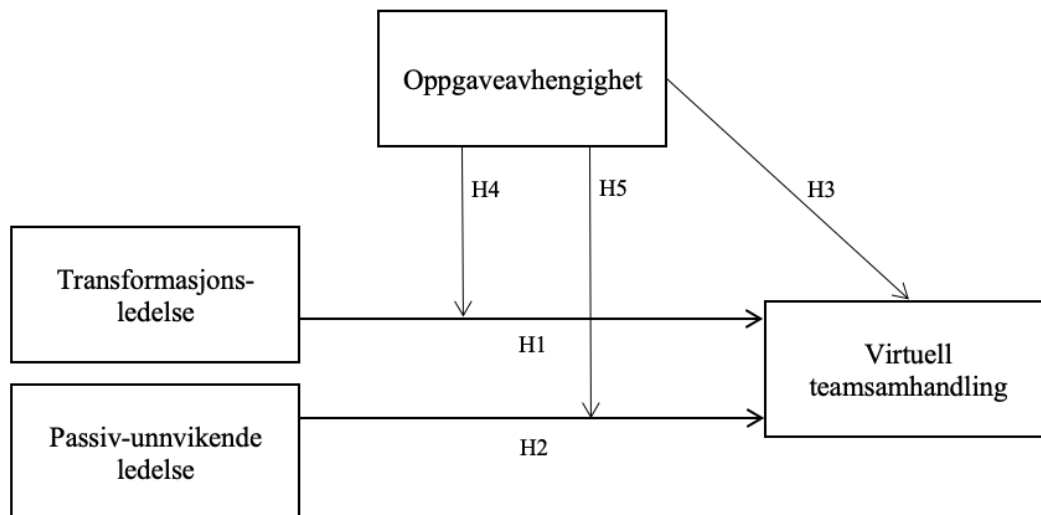 Oppgaveavhengighet
H4
H5
H3
Transformasjons-
ledelse
H1
Virtuell
teamsamhandling
Passiv-unnvikende
ledelse
H2